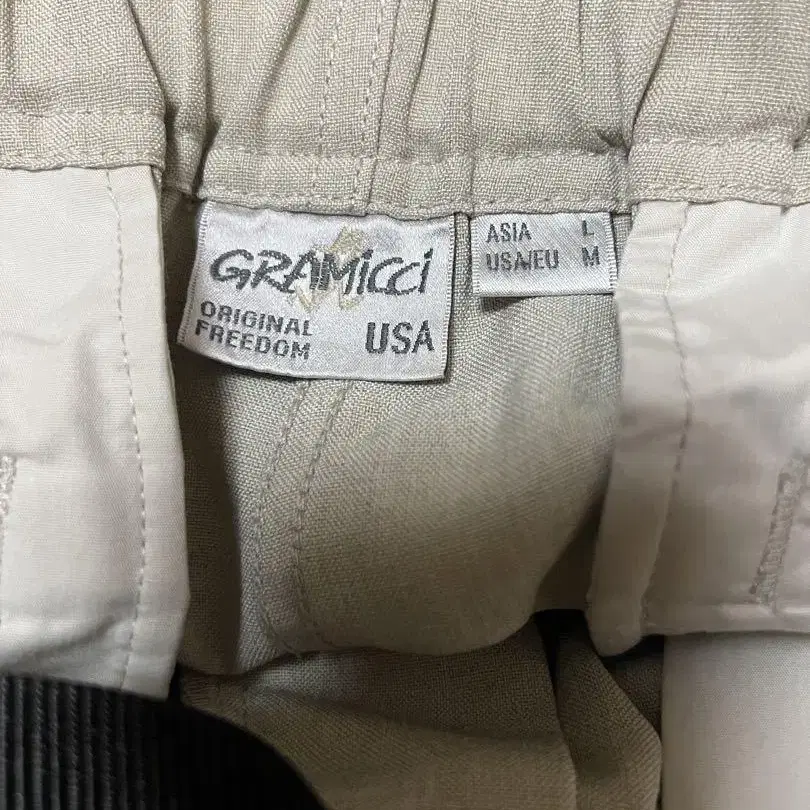 GRAMICCI
ORIGINAL
FREEDOM USA
ASIA L
USA/EU M